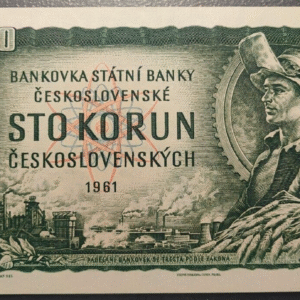 BANKOVKA STÁTNÍ BANKY
ČESKOSLOVENSKÉ
STO KORUN
ČESKOSLOVENSKÝCH
1961
PADĚLÁNÍ BANKOVEK SE TRESTÁ PODLE ZÁKONA